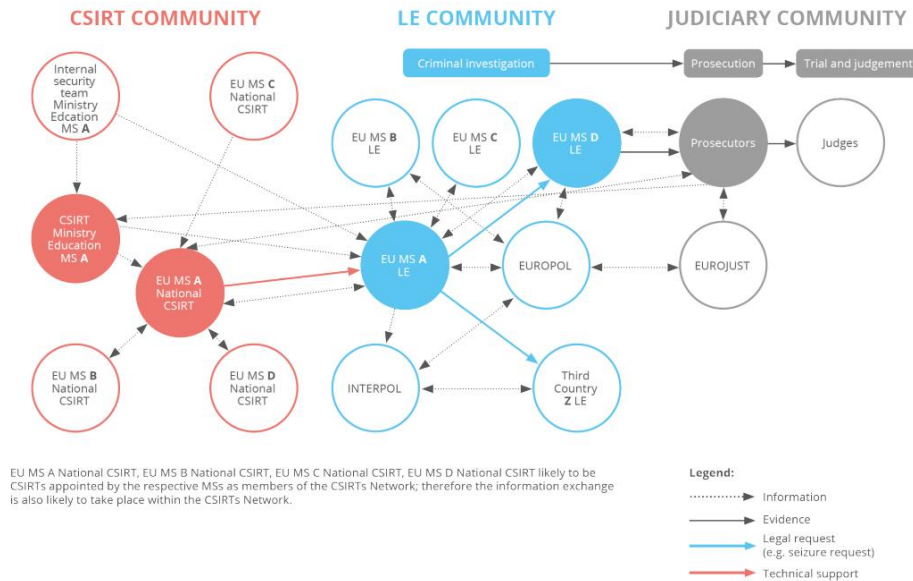 CSIRT COMMUNITY
LE COMMUNITY
JUDICIARY COMMUNITY
Criminal investigation
Prosecution
Trial and judgement
Internal
security
team
Ministry
Edcation
MS A
EU MS C
National
CSIRT
EU MS B
LE
EU MS C
LE
EU MS D
LE
Prosecutors
Judges
CSIRT
Ministry
Education
MS A
EU MS A
National
CSIRT
EU MS A
LE
EUROPOL
EUROJUST
EU MS B
National
CSIRT
EU MS D
National
CSIRT
INTERPOL
Third
Country
Z LE
EU MS A National CSIRT, EU MS B National CSIRT, EU MS C National CSIRT, EU MS D National CSIRT likely to be
CSIRTs appointed by the respective MSs as members of the CSIRTs Network; therefore the information exchange
is also likely to take place within the CSIRTs Network.
Legend:
Information
Evidence
Legal request
(e.g. seizure request)
Technical support